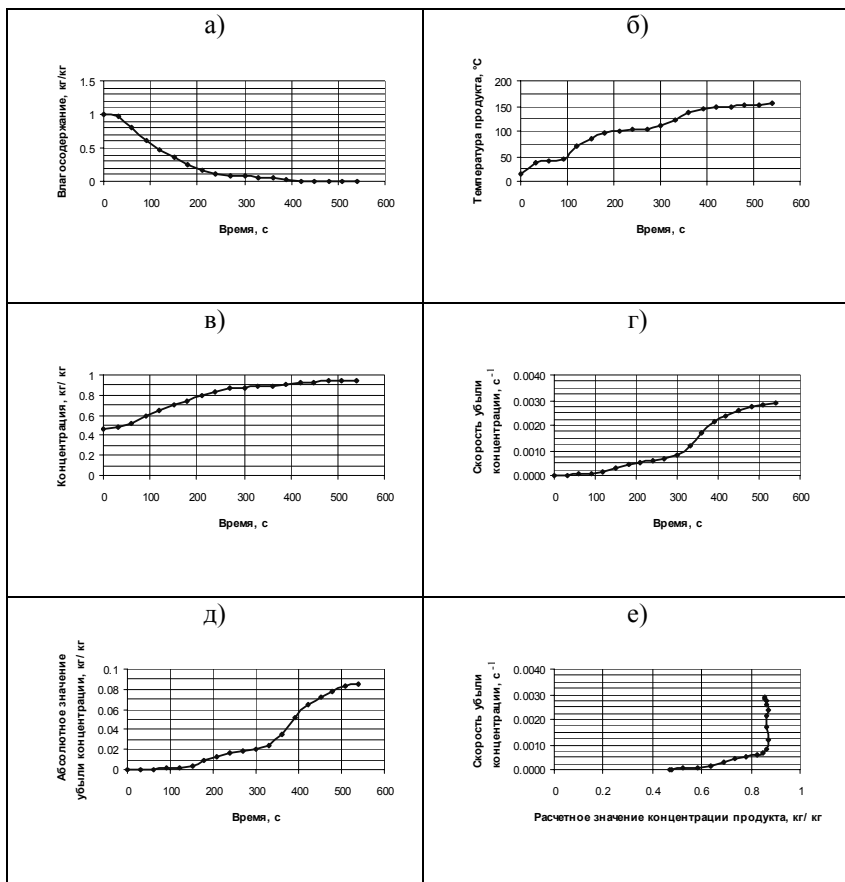 а)
Влагосодержание, кг/кг
1.5
1
0.5
0
0 100 200 300 400 500 600
Время, с
б)
Температура продукта, °С
200
150
100
50
0
0 100 200 300 400 500 600
Время, с
в)
Концентрация, кг/ кг
1
0.8
0.6
0.4
0.2
0
0 100 200 300 400 500 600
Время, с
г)
Скорость убыли
концентрации, с⁻¹
0.0040
0.0030
0.0020
0.0010
0.0000
0 100 200 300 400 500 600
Время, с
д)
Абсолютное значение
убыли концентрации, кг/ кг
0.1
0.08
0.06
0.04
0.02
0
0 100 200 300 400 500 600
Время, с
е)
Скорость убыли
концентрации, с⁻¹
0.0040
0.0030
0.0020
0.0010
0.0000
0 0.2 0.4 0.6 0.8 1
Расчетное значение концентрации продукта, кг/ кг